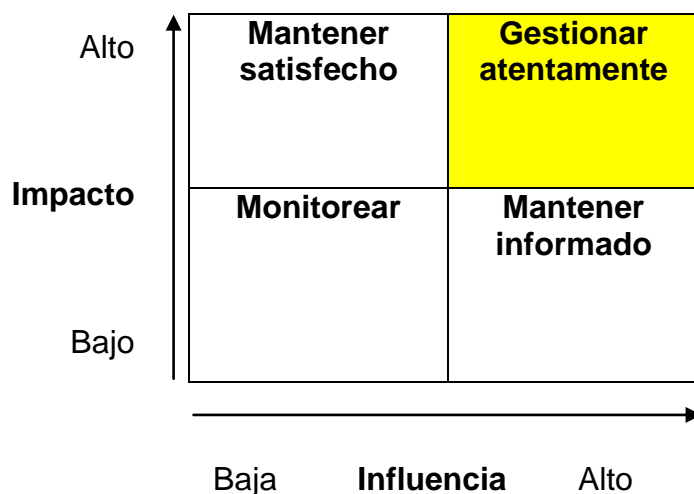 Alto
Mantener
satisfecho
Gestionar
atentamente
Impacto
Monitorear
Mantener
informado
Bajo
Baja Influencia Alto